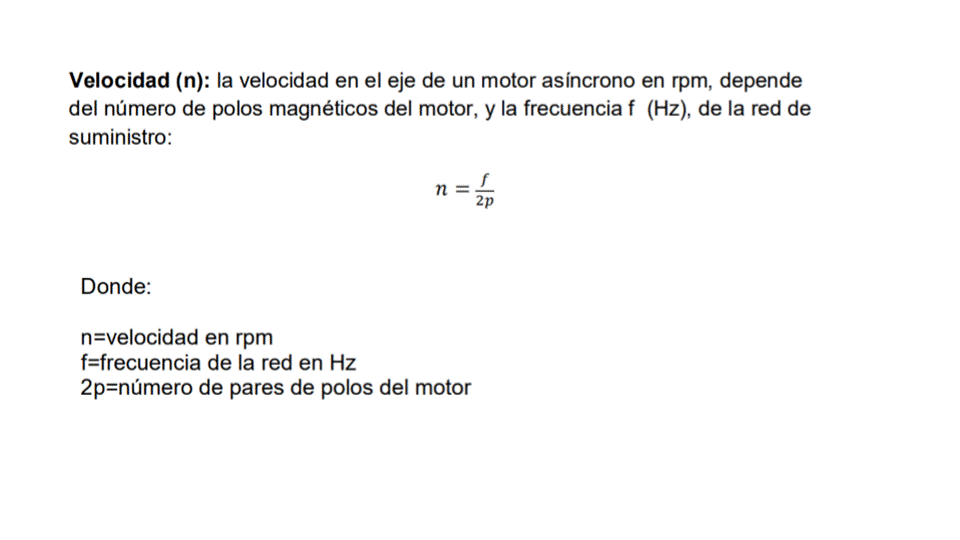 Velocidad (n): la velocidad en el eje de un motor asíncrono en rpm, depende
del número de polos magnéticos del motor, y la frecuencia f (Hz), de la red de
suministro:
n = f/2p
Donde:
n=velocidad en rpm
f=frecuencia de la red en Hz
2p=número de pares de polos del motor